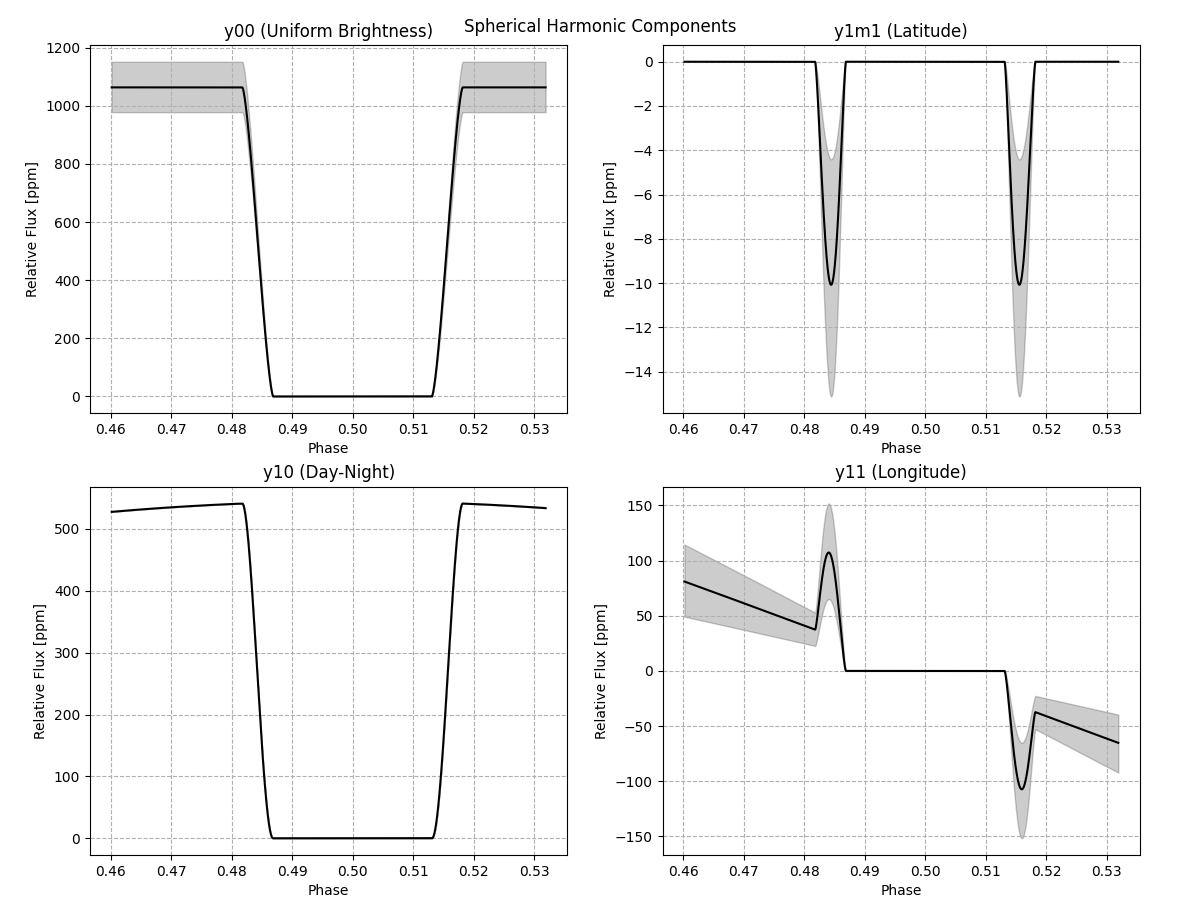 Spherical Harmonic Components
y00 (Uniform Brightness)
1200
1000
800
600
400
200
0
Relative Flux [ppm]
0.46 0.47 0.48 0.49 0.50 0.51 0.52 0.53
Phase
y1m1 (Latitude)
0
−2
−4
−6
−8
−10
−12
−14
Relative Flux [ppm]
0.46 0.47 0.48 0.49 0.50 0.51 0.52 0.53
Phase
y10 (Day-Night)
500
400
300
200
100
0
Relative Flux [ppm]
0.46 0.47 0.48 0.49 0.50 0.51 0.52 0.53
Phase
y11 (Longitude)
150
100
50
0
−50
−100
−150
Relative Flux [ppm]
0.46 0.47 0.48 0.49 0.50 0.51 0.52 0.53
Phase